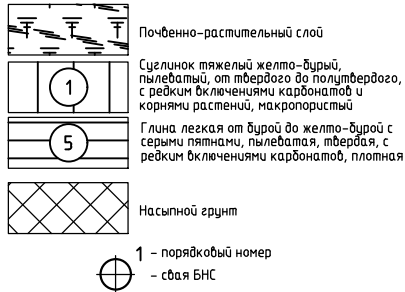 Почвенно-растительный слой
1
Суглинок тяжелый желто-бурый,
пылеватый, от твердого до полутвердого,
с редким включениями карбонатов и
корнями растений, макропористый
5
Глина легкая от бурой до желто-бурой с
серыми пятнами, пылеватая, твердая, с
редким включениями карбонатов, плотная
Насыпной грунт
1 - порядковый номер
- свая БНС